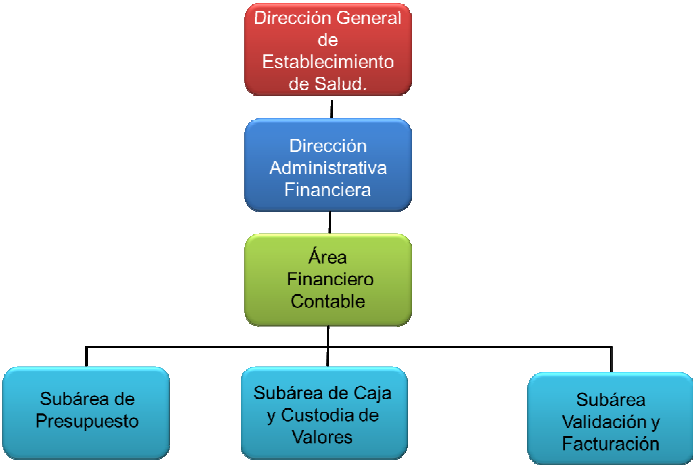 Dirección General
de
Establecimiento
de Salud.
Dirección
Administrativa
Financiera
Área
Financiero
Contable
Subárea de
Presupuesto
Subárea de Caja
y Custodia de
Valores
Subárea
Validación y
Facturación